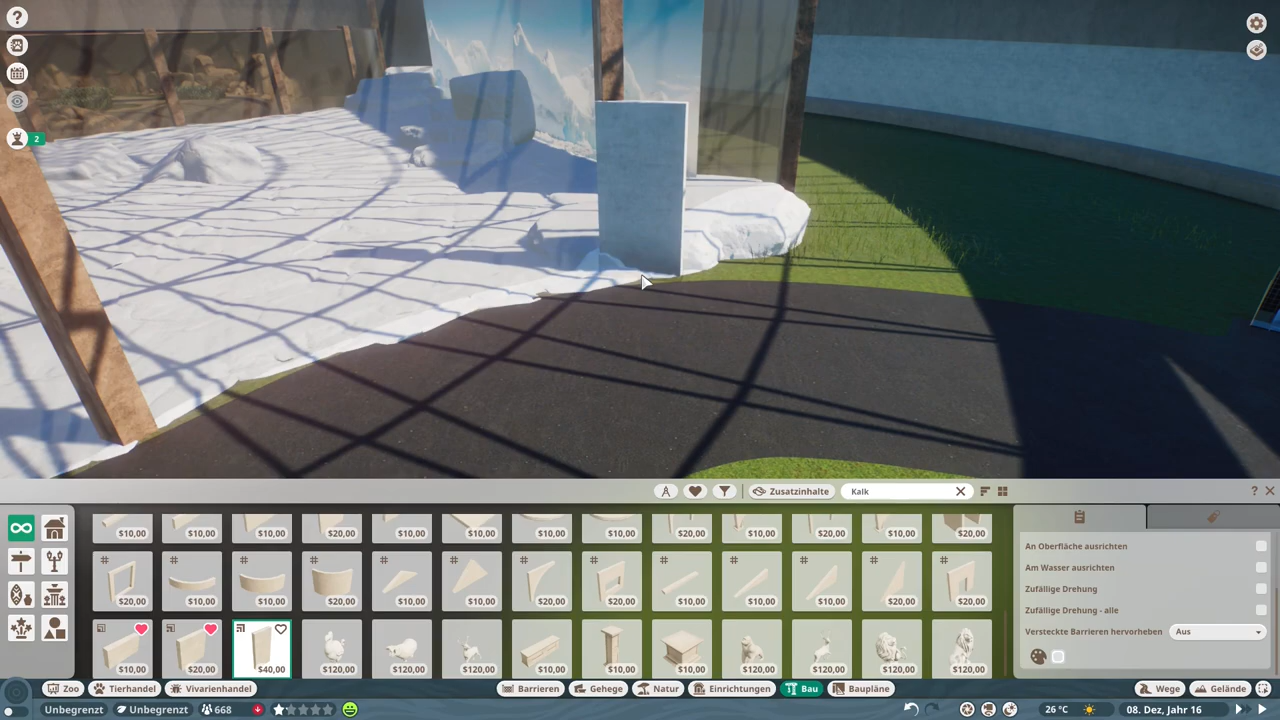 ?
2
Zusatzinhalte
Kalk
?
$10,00 $10,00 $10,00 $20,00 $10,00 $10,00 $10,00 $10,00 $20,00 $10,00 $20,00 $10,00 $20,00
$20,00 $10,00 $10,00 $20,00 $10,00 $10,00 $20,00 $20,00 $10,00 $10,00 $20,00 $20,00 $20,00
$10,00 $20,00 $40,00 $120,00 $120,00 $120,00 $10,00 $10,00 $10,00 $120,00 $120,00 $120,00 $120,00
An Oberfläche ausrichten
Am Wasser ausrichten
Zufällige Drehung
Zufällige Drehung - alle
Versteckte Barrieren hervorheben Aus
Zoo Tierhandel Vivarienhandel Barrieren Gehege Natur Einrichtungen Bau Baupläne Wege Gelände
Unbegrenzt Unbegrenzt 668 26 °C 08. Dez, Jahr 16